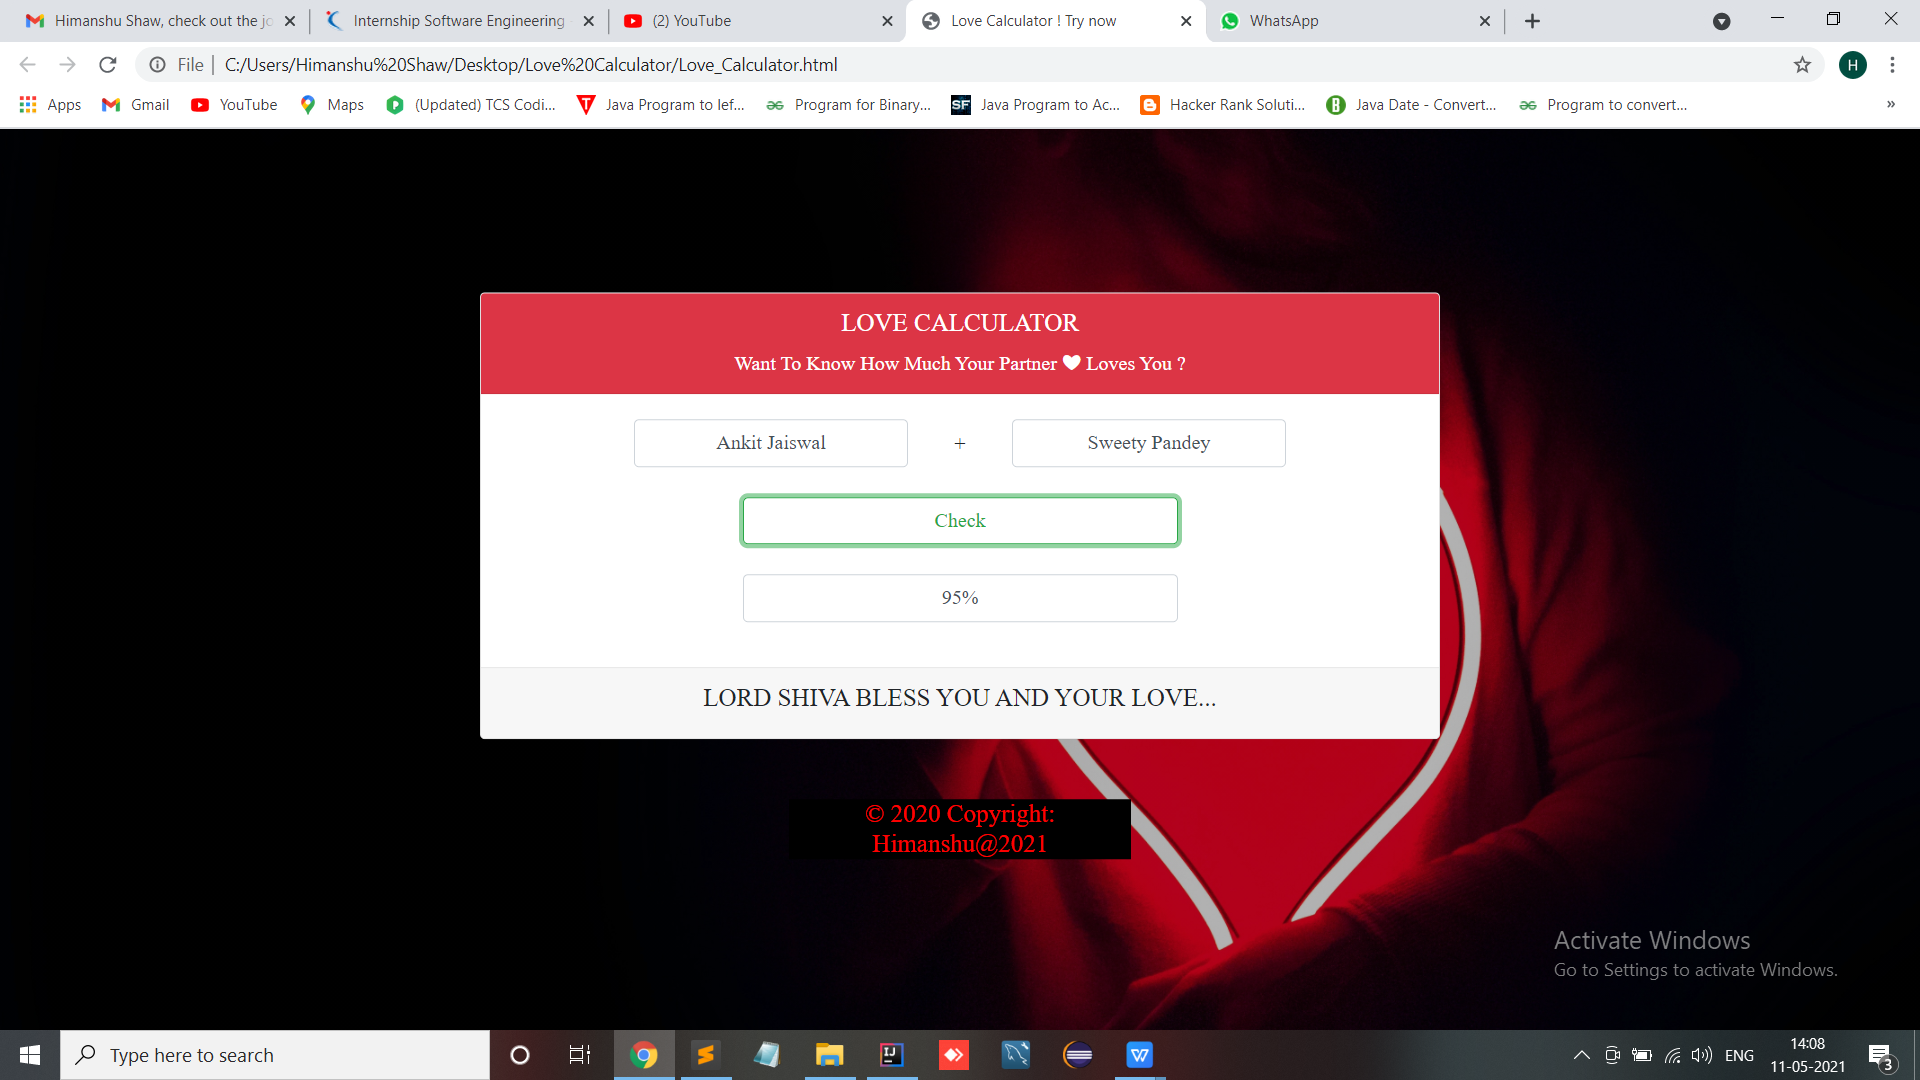 Himanshu Shaw, check out the jo
Internship Software Engineering
(2) YouTube
Love Calculator ! Try now
WhatsApp
File
C:/Users/Himanshu%20Shaw/Desktop/Love%20Calculator/Love_Calculator.html
H
Apps
Gmail
YouTube
Maps
(Updated) TCS Codi...
Java Program to lef...
Program for Binary...
SF
Java Program to Ac...
Hacker Rank Soluti...
Java Date - Convert...
Program to convert...
»
LOVE CALCULATOR
Want To Know How Much Your Partner ♥ Loves You ?
Ankit Jaiswal + Sweety Pandey
Check
95%
LORD SHIVA BLESS YOU AND YOUR LOVE...
© 2020 Copyright:
Himanshu@2021
Activate Windows
Go to Settings to activate Windows.
Type here to search
ENG
14:08
11-05-2021
3